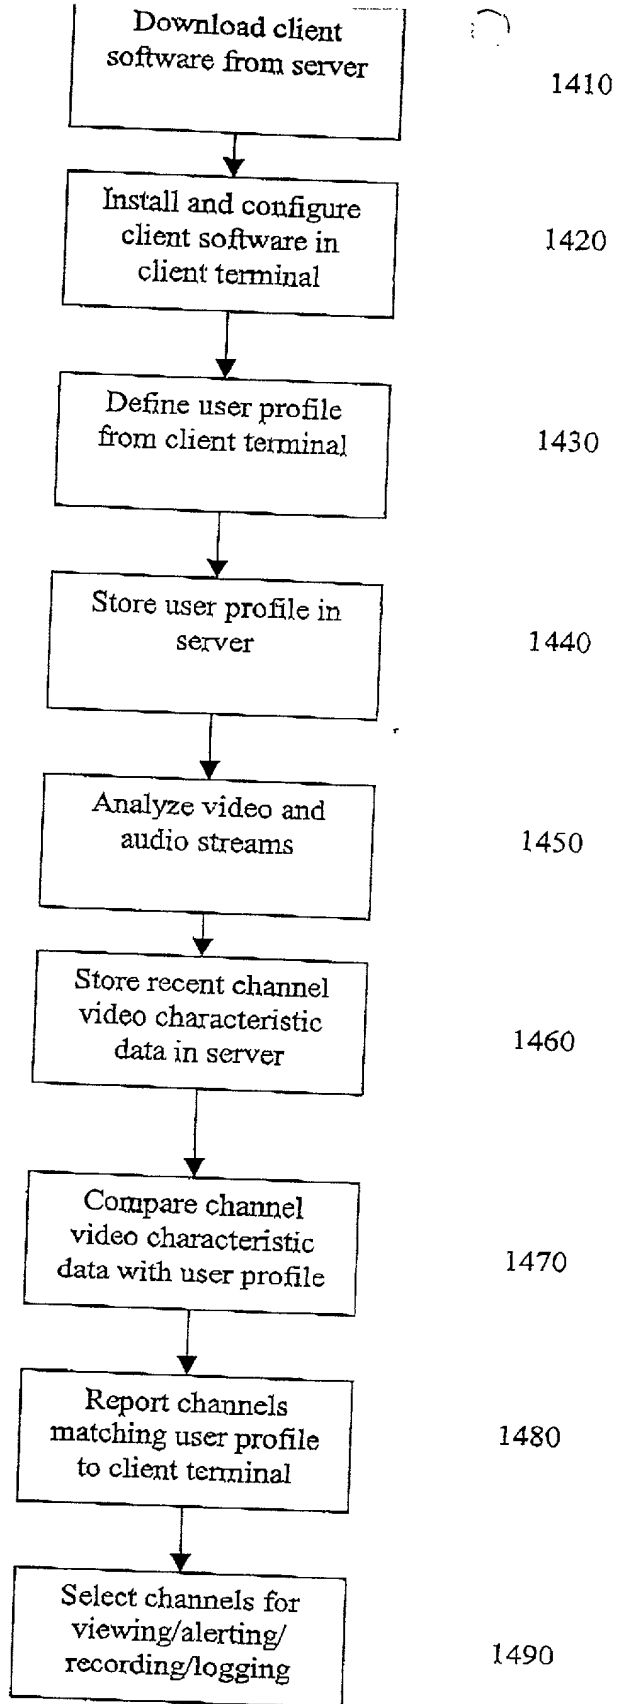 Download client
software from server
1410
Install and configure
client software in
client terminal
1420
Define user profile
from client terminal
1430
Store user profile in
server
1440
Analyze video and
audio streams
1450
Store recent channel
video characteristic
data in server
1460
Compare channel
video characteristic
data with user profile
1470
Report channels
matching user profile
to client terminal
1480
Select channels for
viewing/alerting/
recording/logging
1490